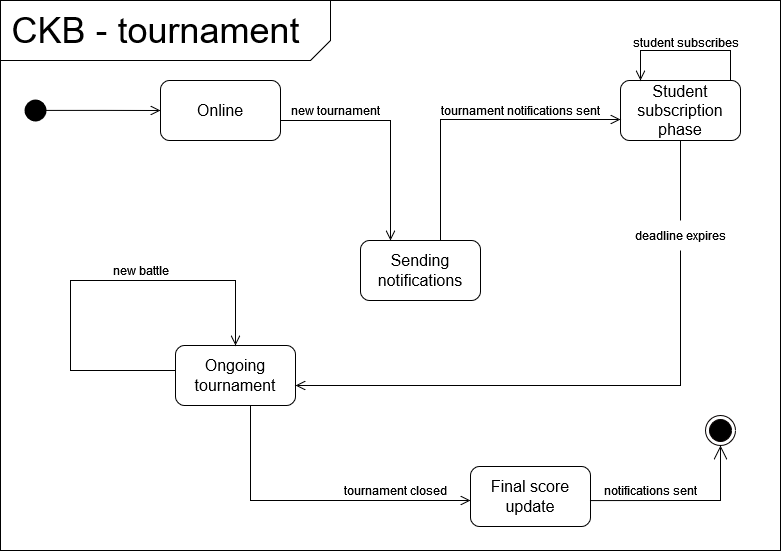 CKB - tournament
student subscribes
Online
new tournament
tournament notifications sent
Student
subscription
phase
deadline expires
Sending
notifications
new battle
Ongoing
tournament
tournament closed
Final score
update
notifications sent